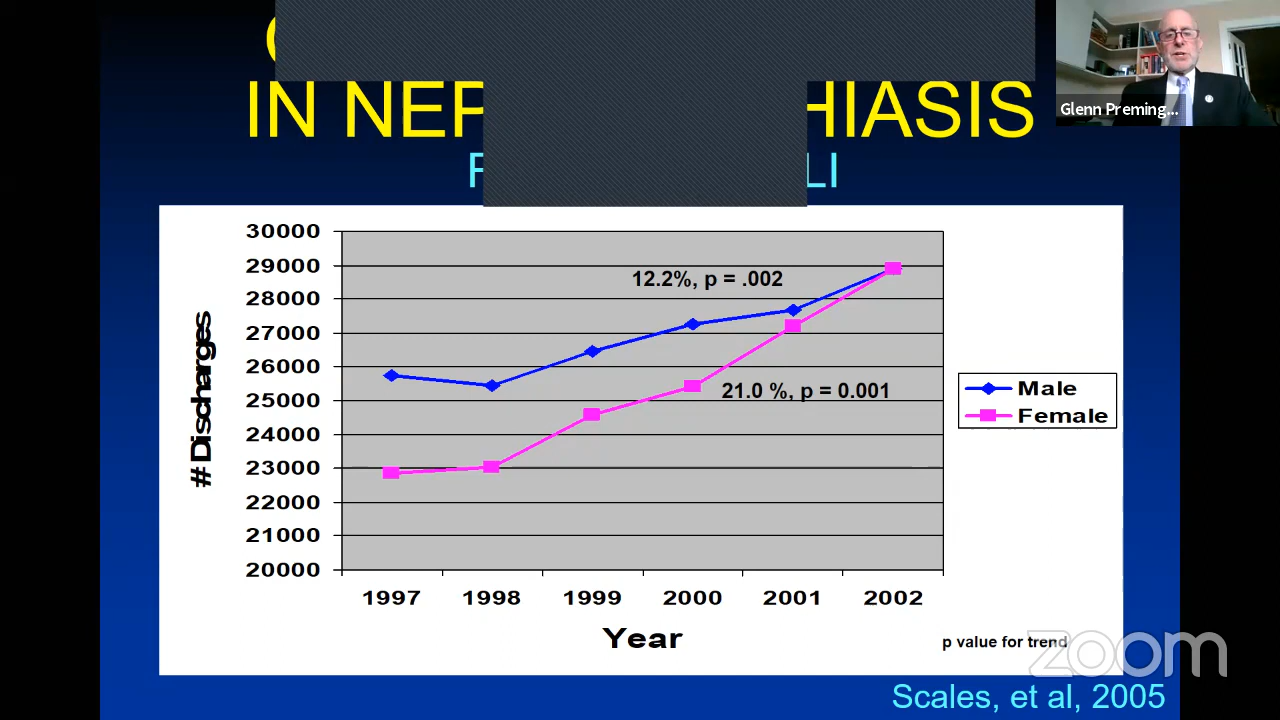 IN
Glenn Preming...
30000
29000
28000
27000
26000
25000
24000
23000
22000
21000
20000
# Discharges
12.2%, p = .002
21.0 %, p = 0.001
Male
Female
1997 1998 1999 2000 2001 2002
Year
p value for trend
zoom
Scales, et al, 2005